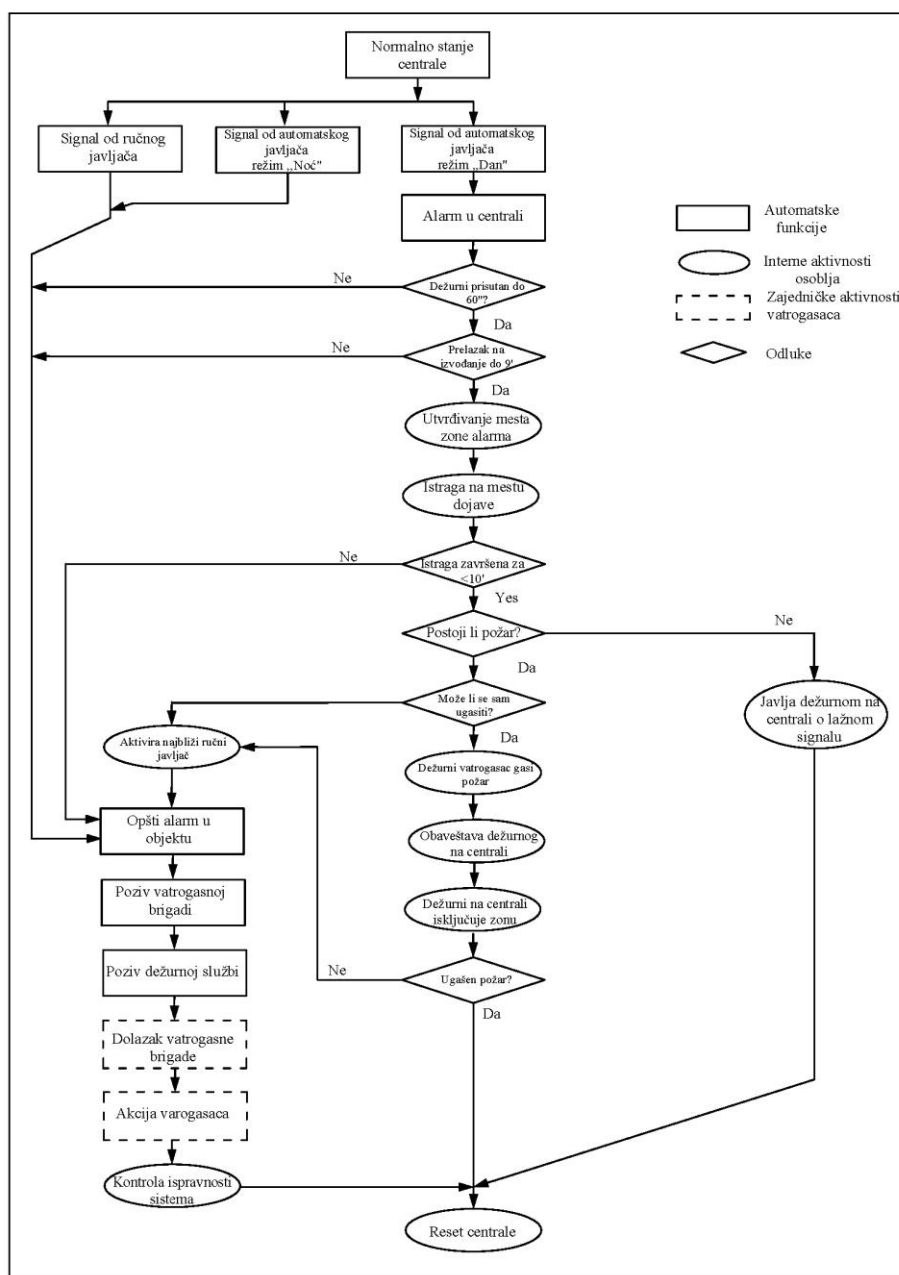 Normalno stanje
centrale
Signal od ručnog
javljača
Signal od automatskog
javljača
režim „Noć"
Signal od automatskog
javljača
režim „Dan"
Alarm u centrali
Automatske
funkcije
Interne aktivnosti
osoblja
Zajedničke aktivnosti
vatrogasaca
Odluke
Ne
Dežurni prisutan do
60"?
Da
Ne
Prelazak na
izvođanje do 9'
Da
Utvrđivanje mesta
zone alarma
Istraga na mestu
dojave
Ne
Istraga završena za
<10'
Yes
Postoji li požar?
Ne
Da
Može li se sam
ugasiti?
Da
Javlja dežurnom na
centrali o lažnom
signalu
Aktivira najbliži ručni
javljač
Dežurni vatrogasac gasi
požar
Opšti alarm u
objektu
Obaveštava dežurnog
na centrali
Poziv vatrogasnoj
brigadi
Dežurni na centrali
isključuje zonu
Poziv dežurnoj službi
Ne
Ugašen požar?
Da
Dolazak vatrogasne
brigade
Akcija varogasaca
Kontrola ispravnosti
sistema
Reset centrale